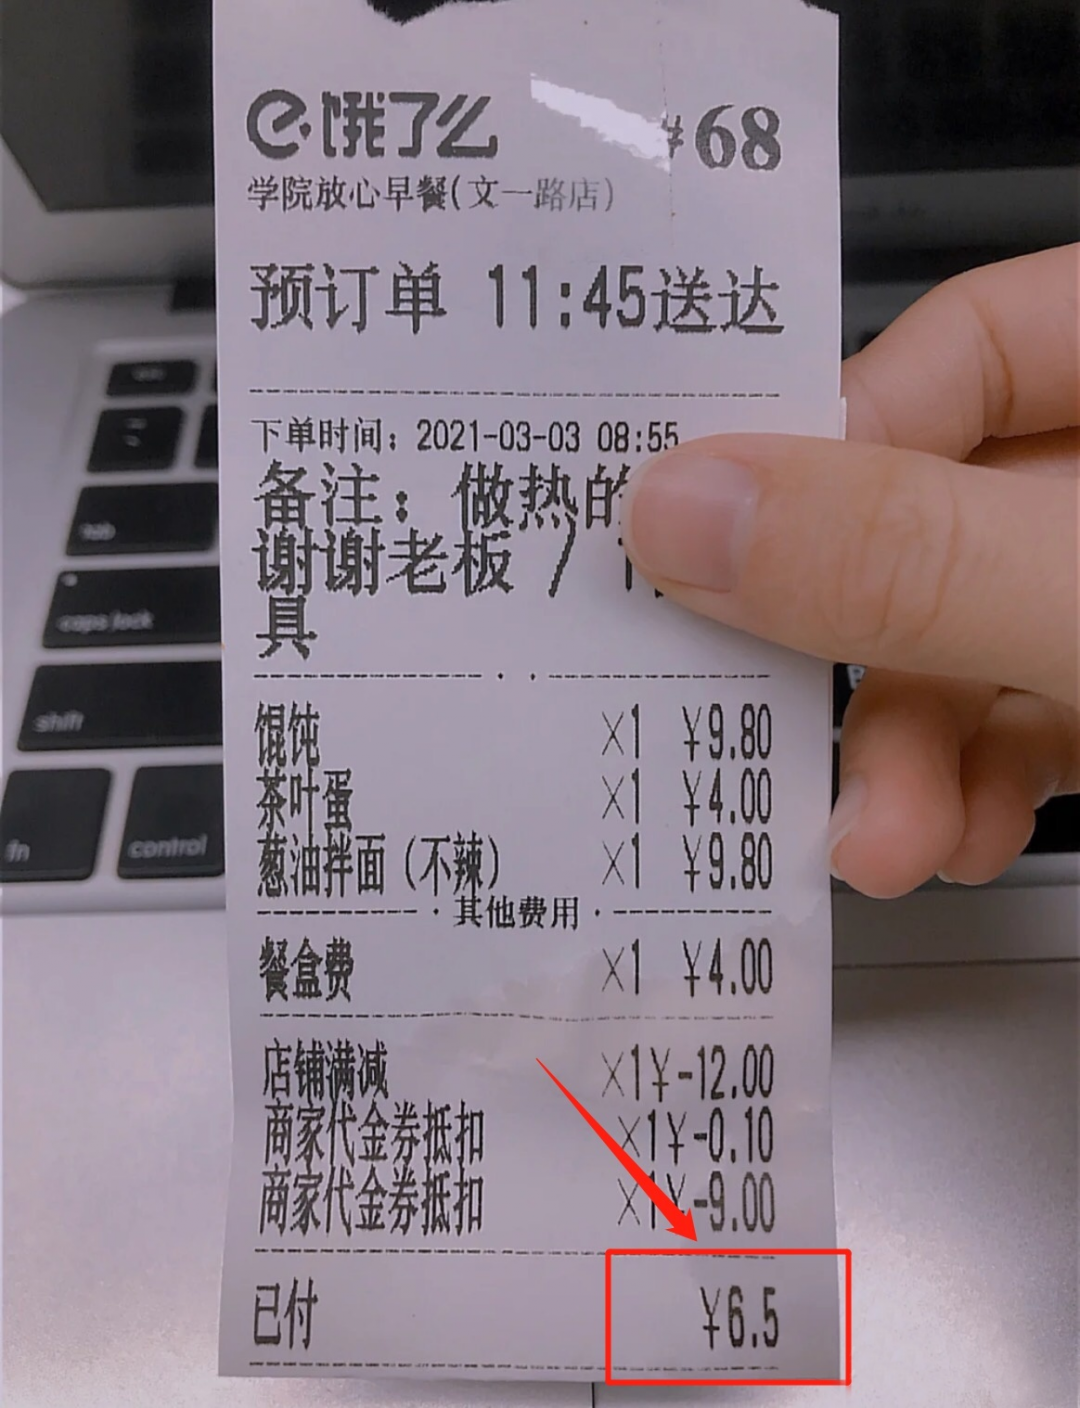 e 饿了么 #68
学院放心早餐(文一路店)
预订单 11:45送达
下单时间: 2021-03-03 08:55
备注: 做热的
谢谢老板 /
具
馄饨 ×1 ¥9.80
茶叶蛋 ×1 ¥4.00
葱油拌面(不辣) ×1 ¥9.80
其他费用
餐盒费 ×1 ¥4.00
店铺满减 ×1¥-12.00
商家代金券抵扣 ×1¥-0.10
商家代金券抵扣 ×1¥-9.00
已付 ¥6.5
tab
caps lock
shift
fn
control